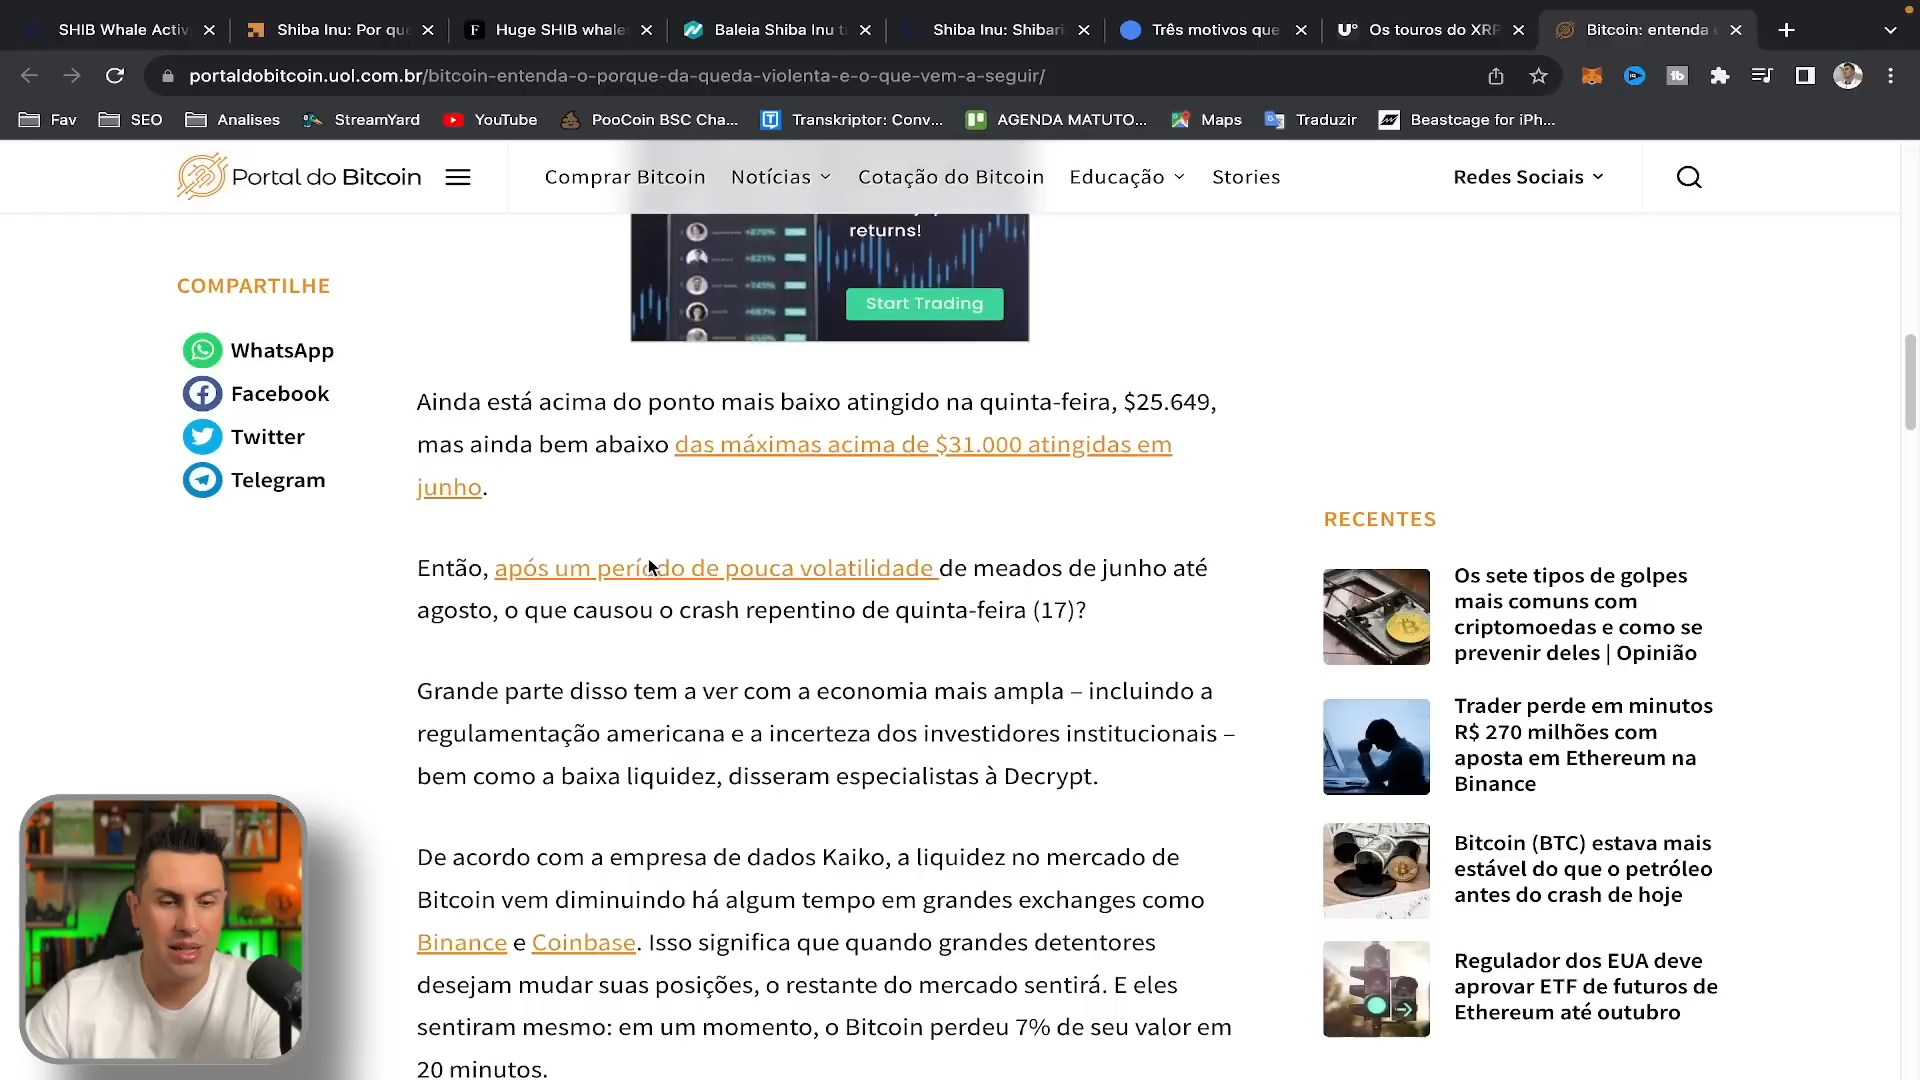 SHIB Whale Activ
Shiba Inu: Por que
Huge SHIB whale
Baleia Shiba Inu t
Shiba Inu: Shibari
Três motivos que
Os touros do XRP
Bitcoin: entenda o
portaldobitcoin.uol.com.br/bitcoin-entenda-o-porque-da-queda-violenta-e-o-que-vem-a-seguir/
Fav
SEO
Analises
StreamYard
YouTube
PooCoin BSC Cha...
Transkriptor: Conv...
AGENDA MATUTO...
Maps
Traduzir
Beastcage for iPh...
Portal do Bitcoin
Comprar Bitcoin
Notícias
Cotação do Bitcoin
Educação
Stories
Redes Sociais
returns!
+821%
Start Trading
COMPARTILHE
WhatsApp
Facebook
Twitter
Telegram
Ainda está acima do ponto mais baixo atingido na quinta-feira, $25.649,
mas ainda bem abaixo das máximas acima de $31.000 atingidas em
junho.
Então, após um período de pouca volatilidade de meados de junho até
agosto, o que causou o crash repentino de quinta-feira (17)?
Grande parte disso tem a ver com a economia mais ampla – incluindo a
regulamentação americana e a incerteza dos investidores institucionais –
bem como a baixa liquidez, disseram especialistas à Decrypt.
De acordo com a empresa de dados Kaiko, a liquidez no mercado de
Bitcoin vem diminuindo há algum tempo em grandes exchanges como
Binance e Coinbase. Isso significa que quando grandes detentores
desejam mudar suas posições, o restante do mercado sentirá. E eles
sentiram mesmo: em um momento, o Bitcoin perdeu 7% de seu valor em
20 minutos.
RECENTES
Os sete tipos de golpes
mais comuns com
criptomoedas e como se
prevenir deles | Opinião
Trader perde em minutos
R$ 270 milhões com
aposta em Ethereum na
Binance
Bitcoin (BTC) estava mais
estável do que o petróleo
antes do crash de hoje
Regulador dos EUA deve
aprovar ETF de futuros de
Ethereum até outubro